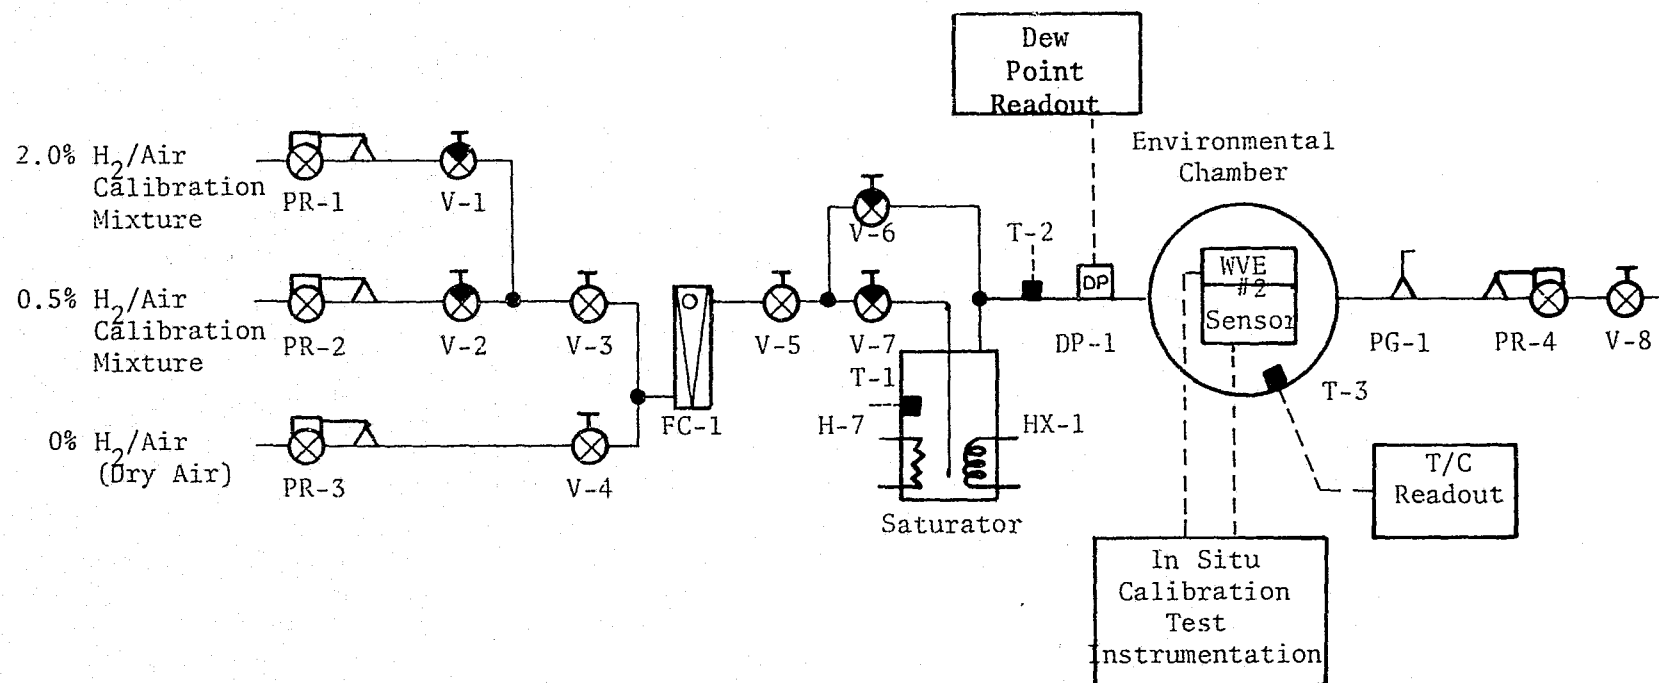 Dew
Point
Readout
Environmental
Chamber
2.0% H2/Air
Calibration
Mixture
PR-1
V-1
V-6
T-2
DP
WVE
#2
Sensor
0.5% H2/Air
Calibration
Mixture
PR-2
V-2
V-3
V-5
V-7
DP-1
PG-1
PR-4
V-8
T-1
T-3
FC-1
H-7
HX-1
0% H2/Air
(Dry Air)
PR-3
V-4
Saturator
T/C
Readout
In Situ
Calibration
Test
Instrumentation